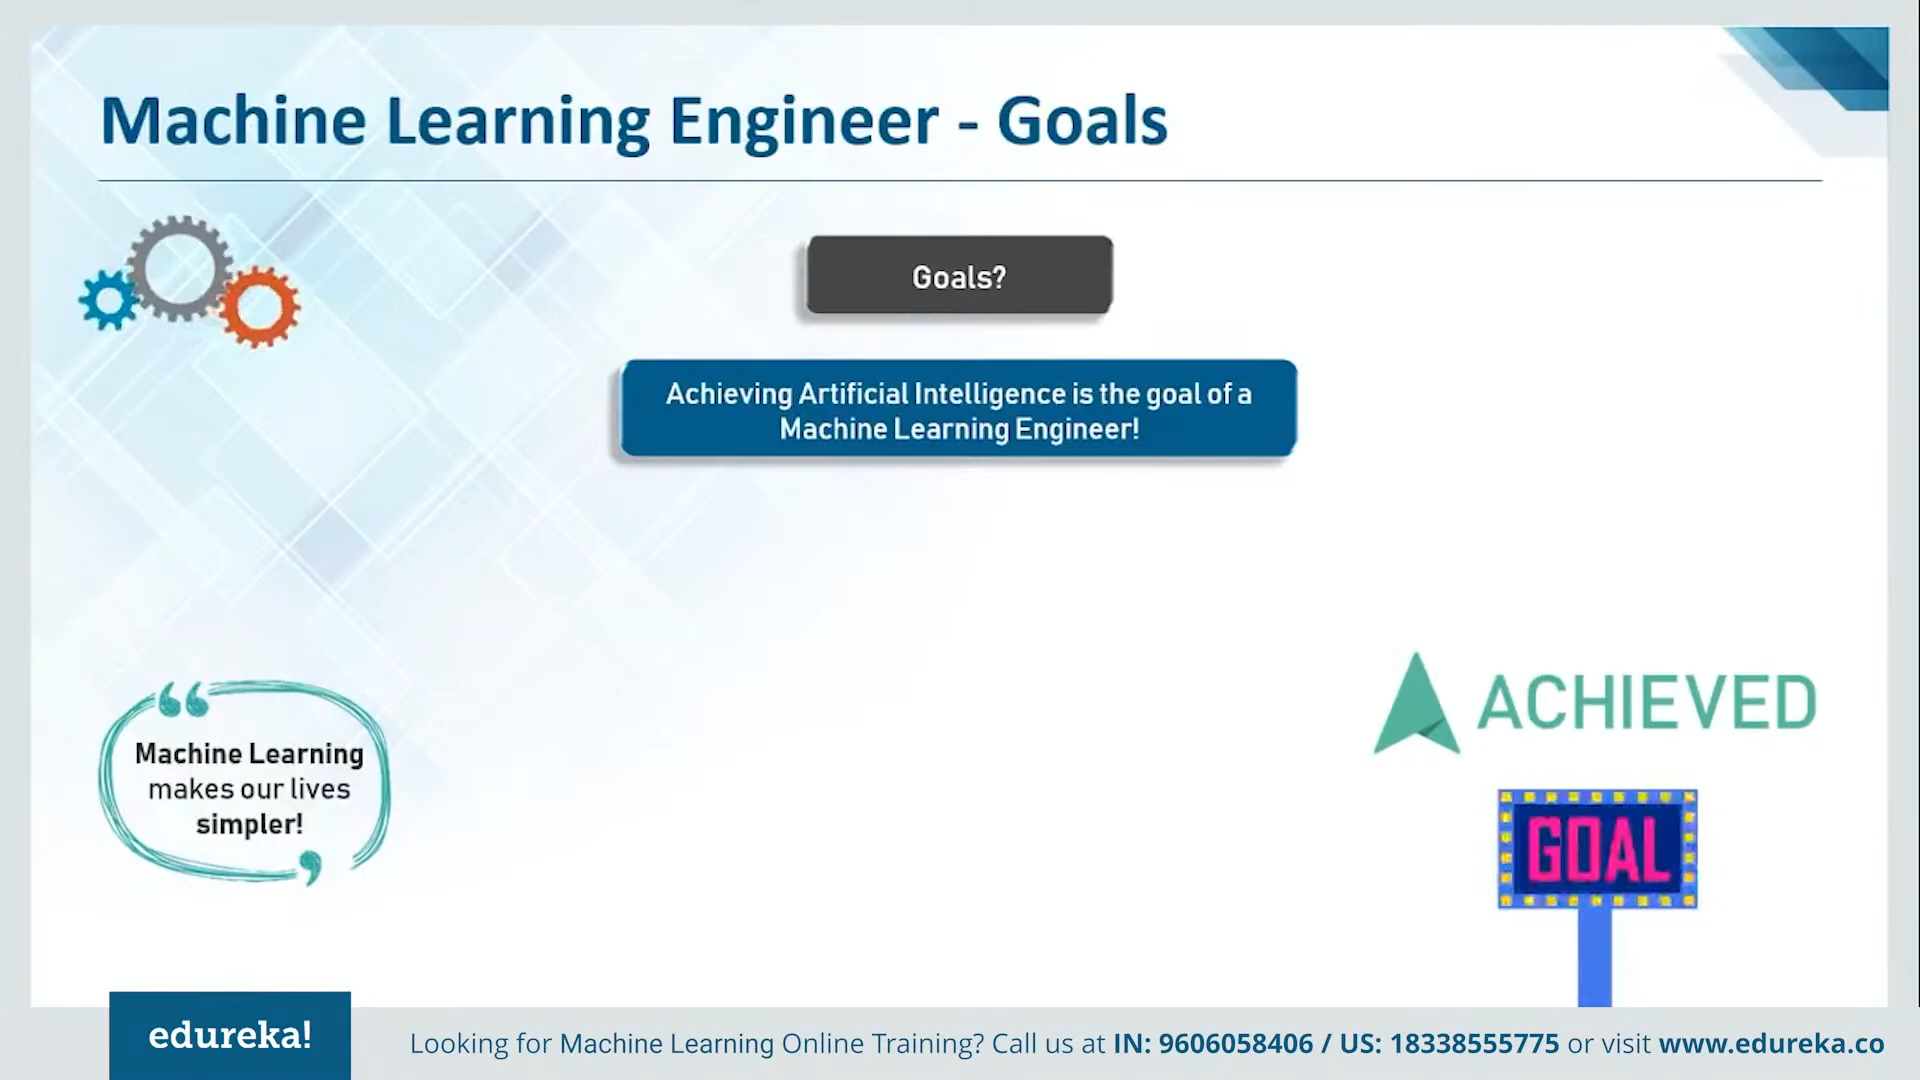 Machine Learning Engineer - Goals
Goals?
Achieving Artificial Intelligence is the goal of a
Machine Learning Engineer!
ACHIEVED
Machine Learning
makes our lives
simpler!
GOAL
edureka!
Looking for Machine Learning Online Training? Call us at IN: 9606058406 / US: 18338555775 or visit www.edureka.co